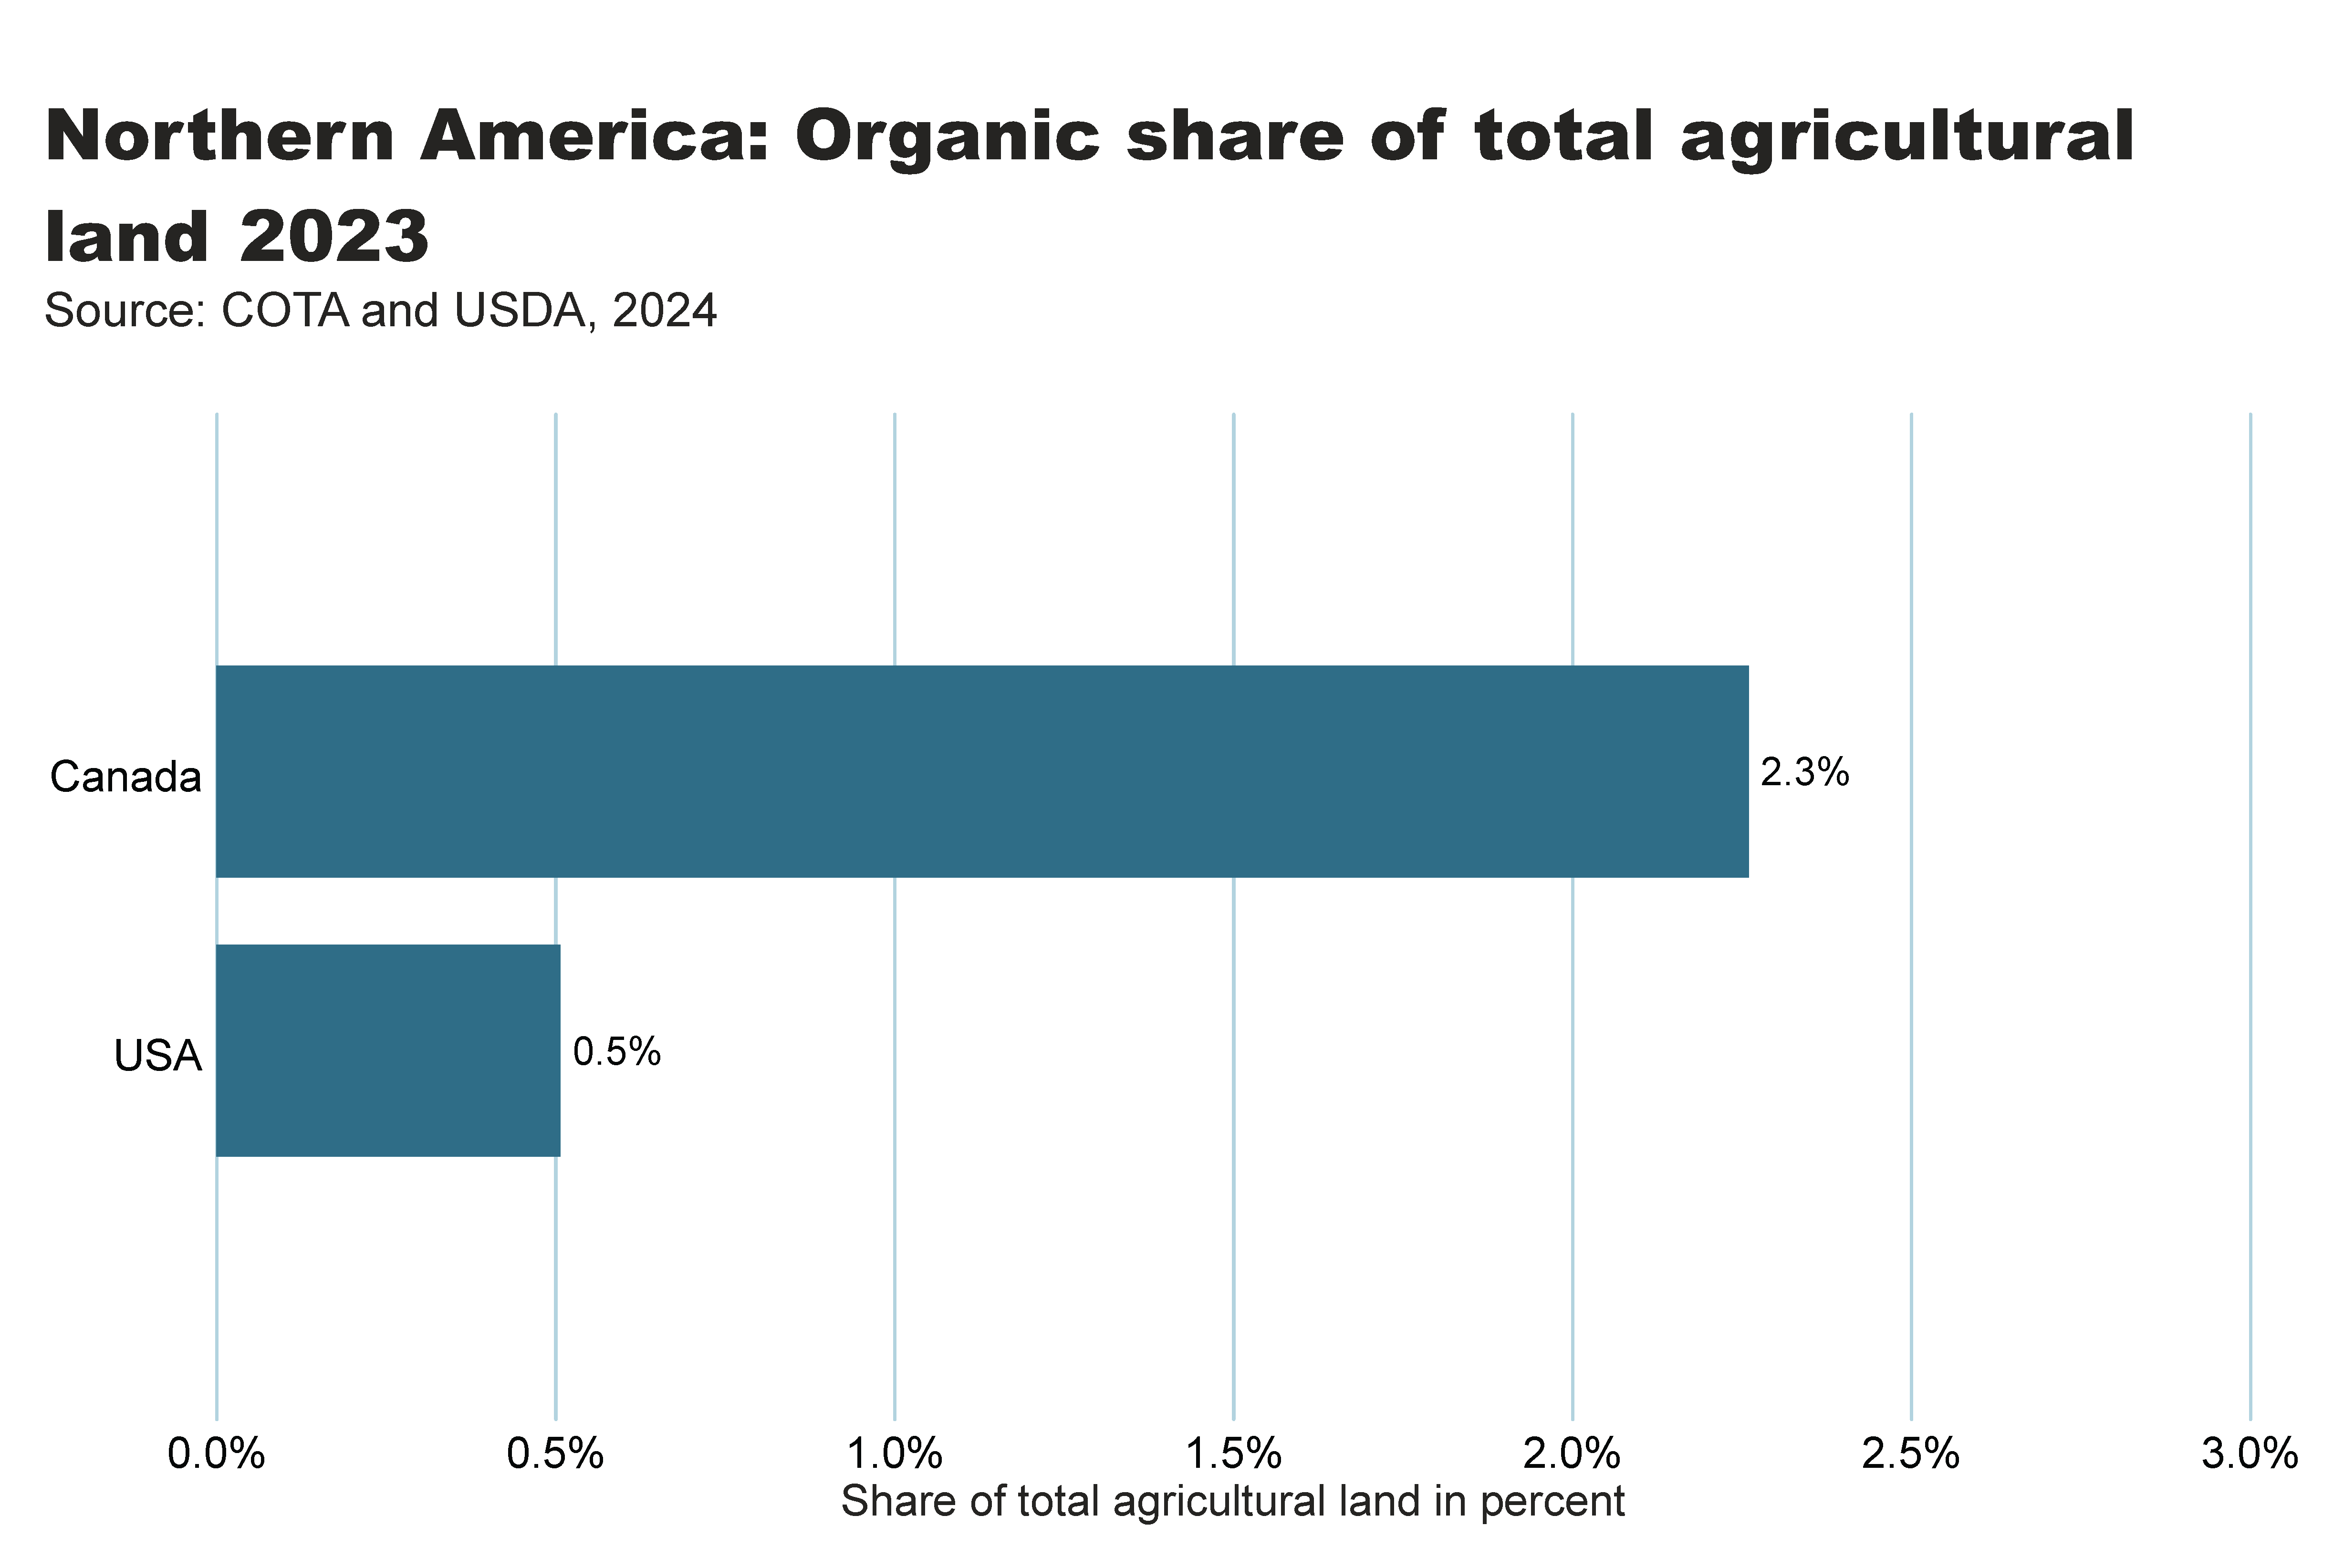 Northern America: Organic share of total agricultural
land 2023
Source: COTA and USDA, 2024
Canada
2.3%
USA
0.5%
0.0%
0.5%
1.0%
1.5%
2.0%
2.5%
3.0%
Share of total agricultural land in percent